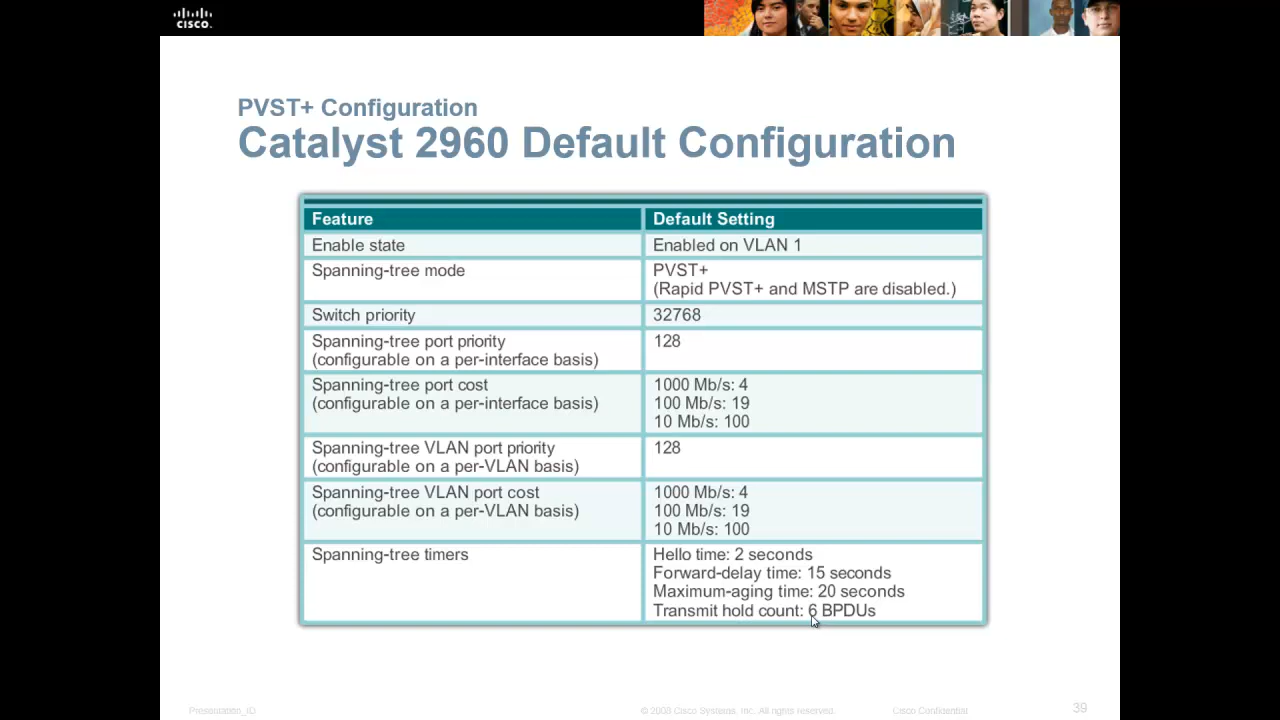 CISCO.
PVST+ Configuration
Catalyst 2960 Default Configuration
Feature
Default Setting
Enable state
Enabled on VLAN 1
Spanning-tree mode
PVST+
(Rapid PVST+ and MSTP are disabled.)
Switch priority
32768
Spanning-tree port priority
(configurable on a per-interface basis)
128
Spanning-tree port cost
(configurable on a per-interface basis)
1000 Mb/s: 4
100 Mb/s: 19
10 Mb/s: 100
Spanning-tree VLAN port priority
(configurable on a per-VLAN basis)
128
Spanning-tree VLAN port cost
(configurable on a per-VLAN basis)
1000 Mb/s: 4
100 Mb/s: 19
10 Mb/s: 100
Spanning-tree timers
Hello time: 2 seconds
Forward-delay time: 15 seconds
Maximum-aging time: 20 seconds
Transmit hold count: 6 BPDUs
Presentation_ID
© 2008 Cisco Systems, Inc. All rights reserved.
Cisco Confidential
39